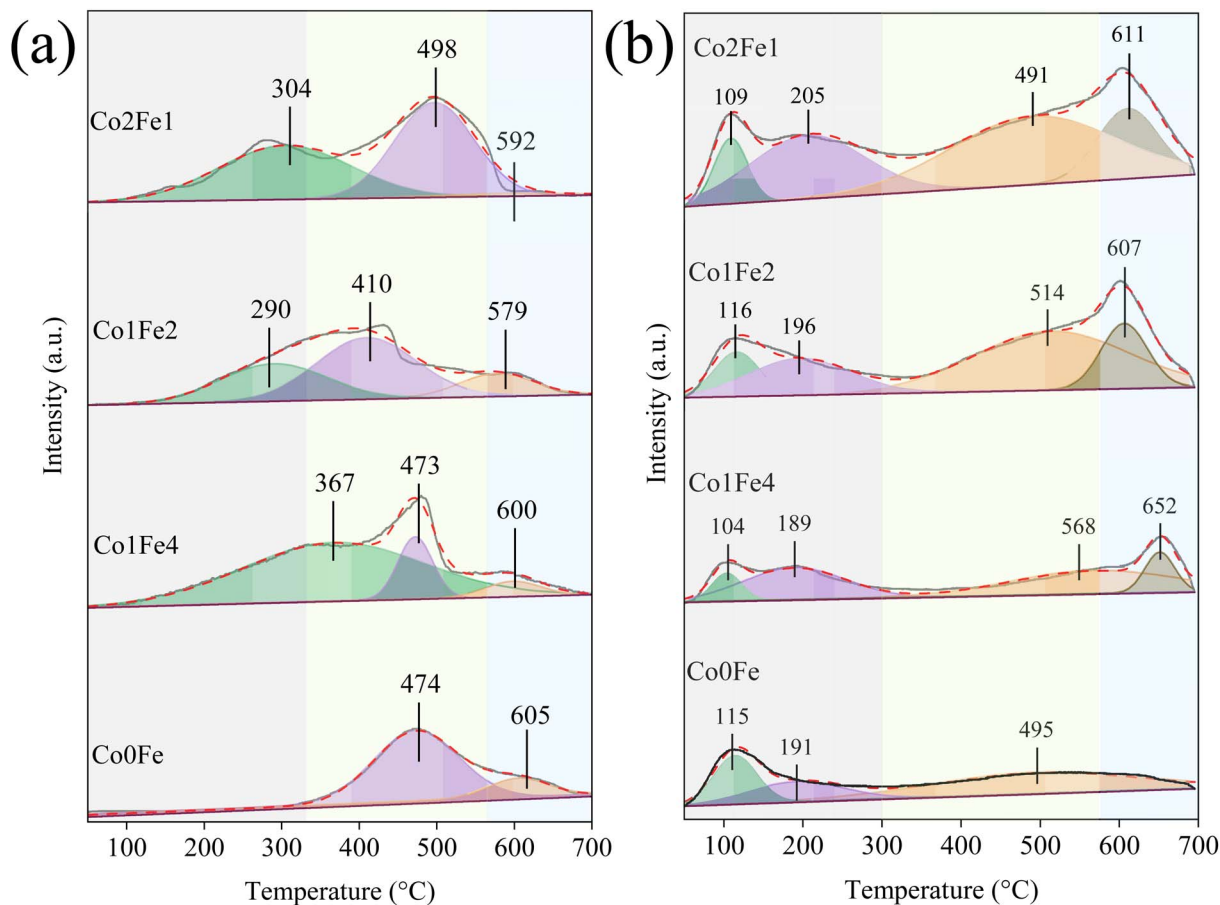 (a)
Co2Fe1
304
498
592
Co1Fe2
290
410
579
Co1Fe4
367
473
600
Co0Fe
474
605
Intensity (a.u.)
100 200 300 400 500 600 700
Temperature (°C)
(b)
Co2Fe1
109
205
491
611
Co1Fe2
116
196
514
607
Co1Fe4
104
189
568
652
Co0Fe
115
191
495
Intensity (a.u.)
100 200 300 400 500 600 700
Temperature (°C)